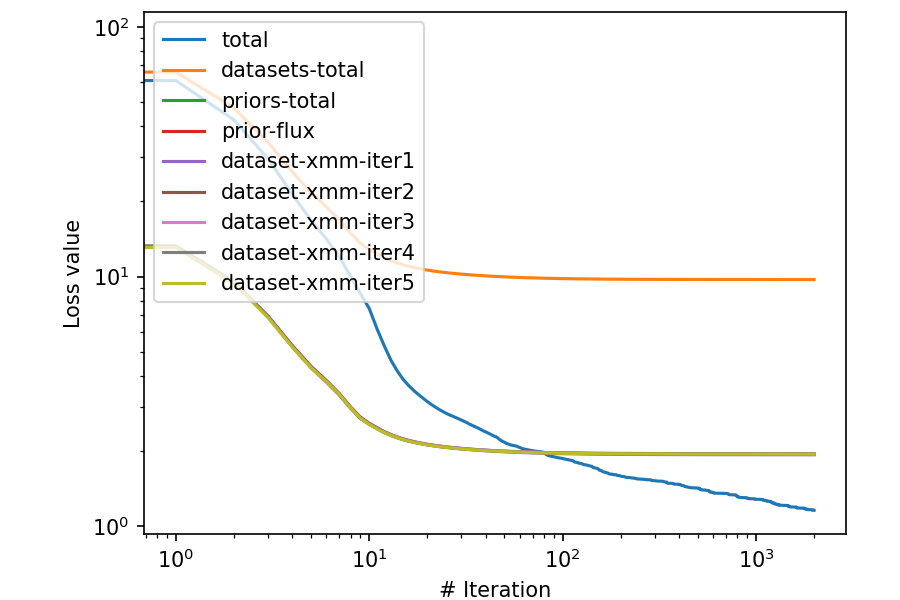 10²
10¹
10⁰
Loss value
total
datasets-total
priors-total
prior-flux
dataset-xmm-iter1
dataset-xmm-iter2
dataset-xmm-iter3
dataset-xmm-iter4
dataset-xmm-iter5
10⁰ 10¹ 10² 10³
# Iteration